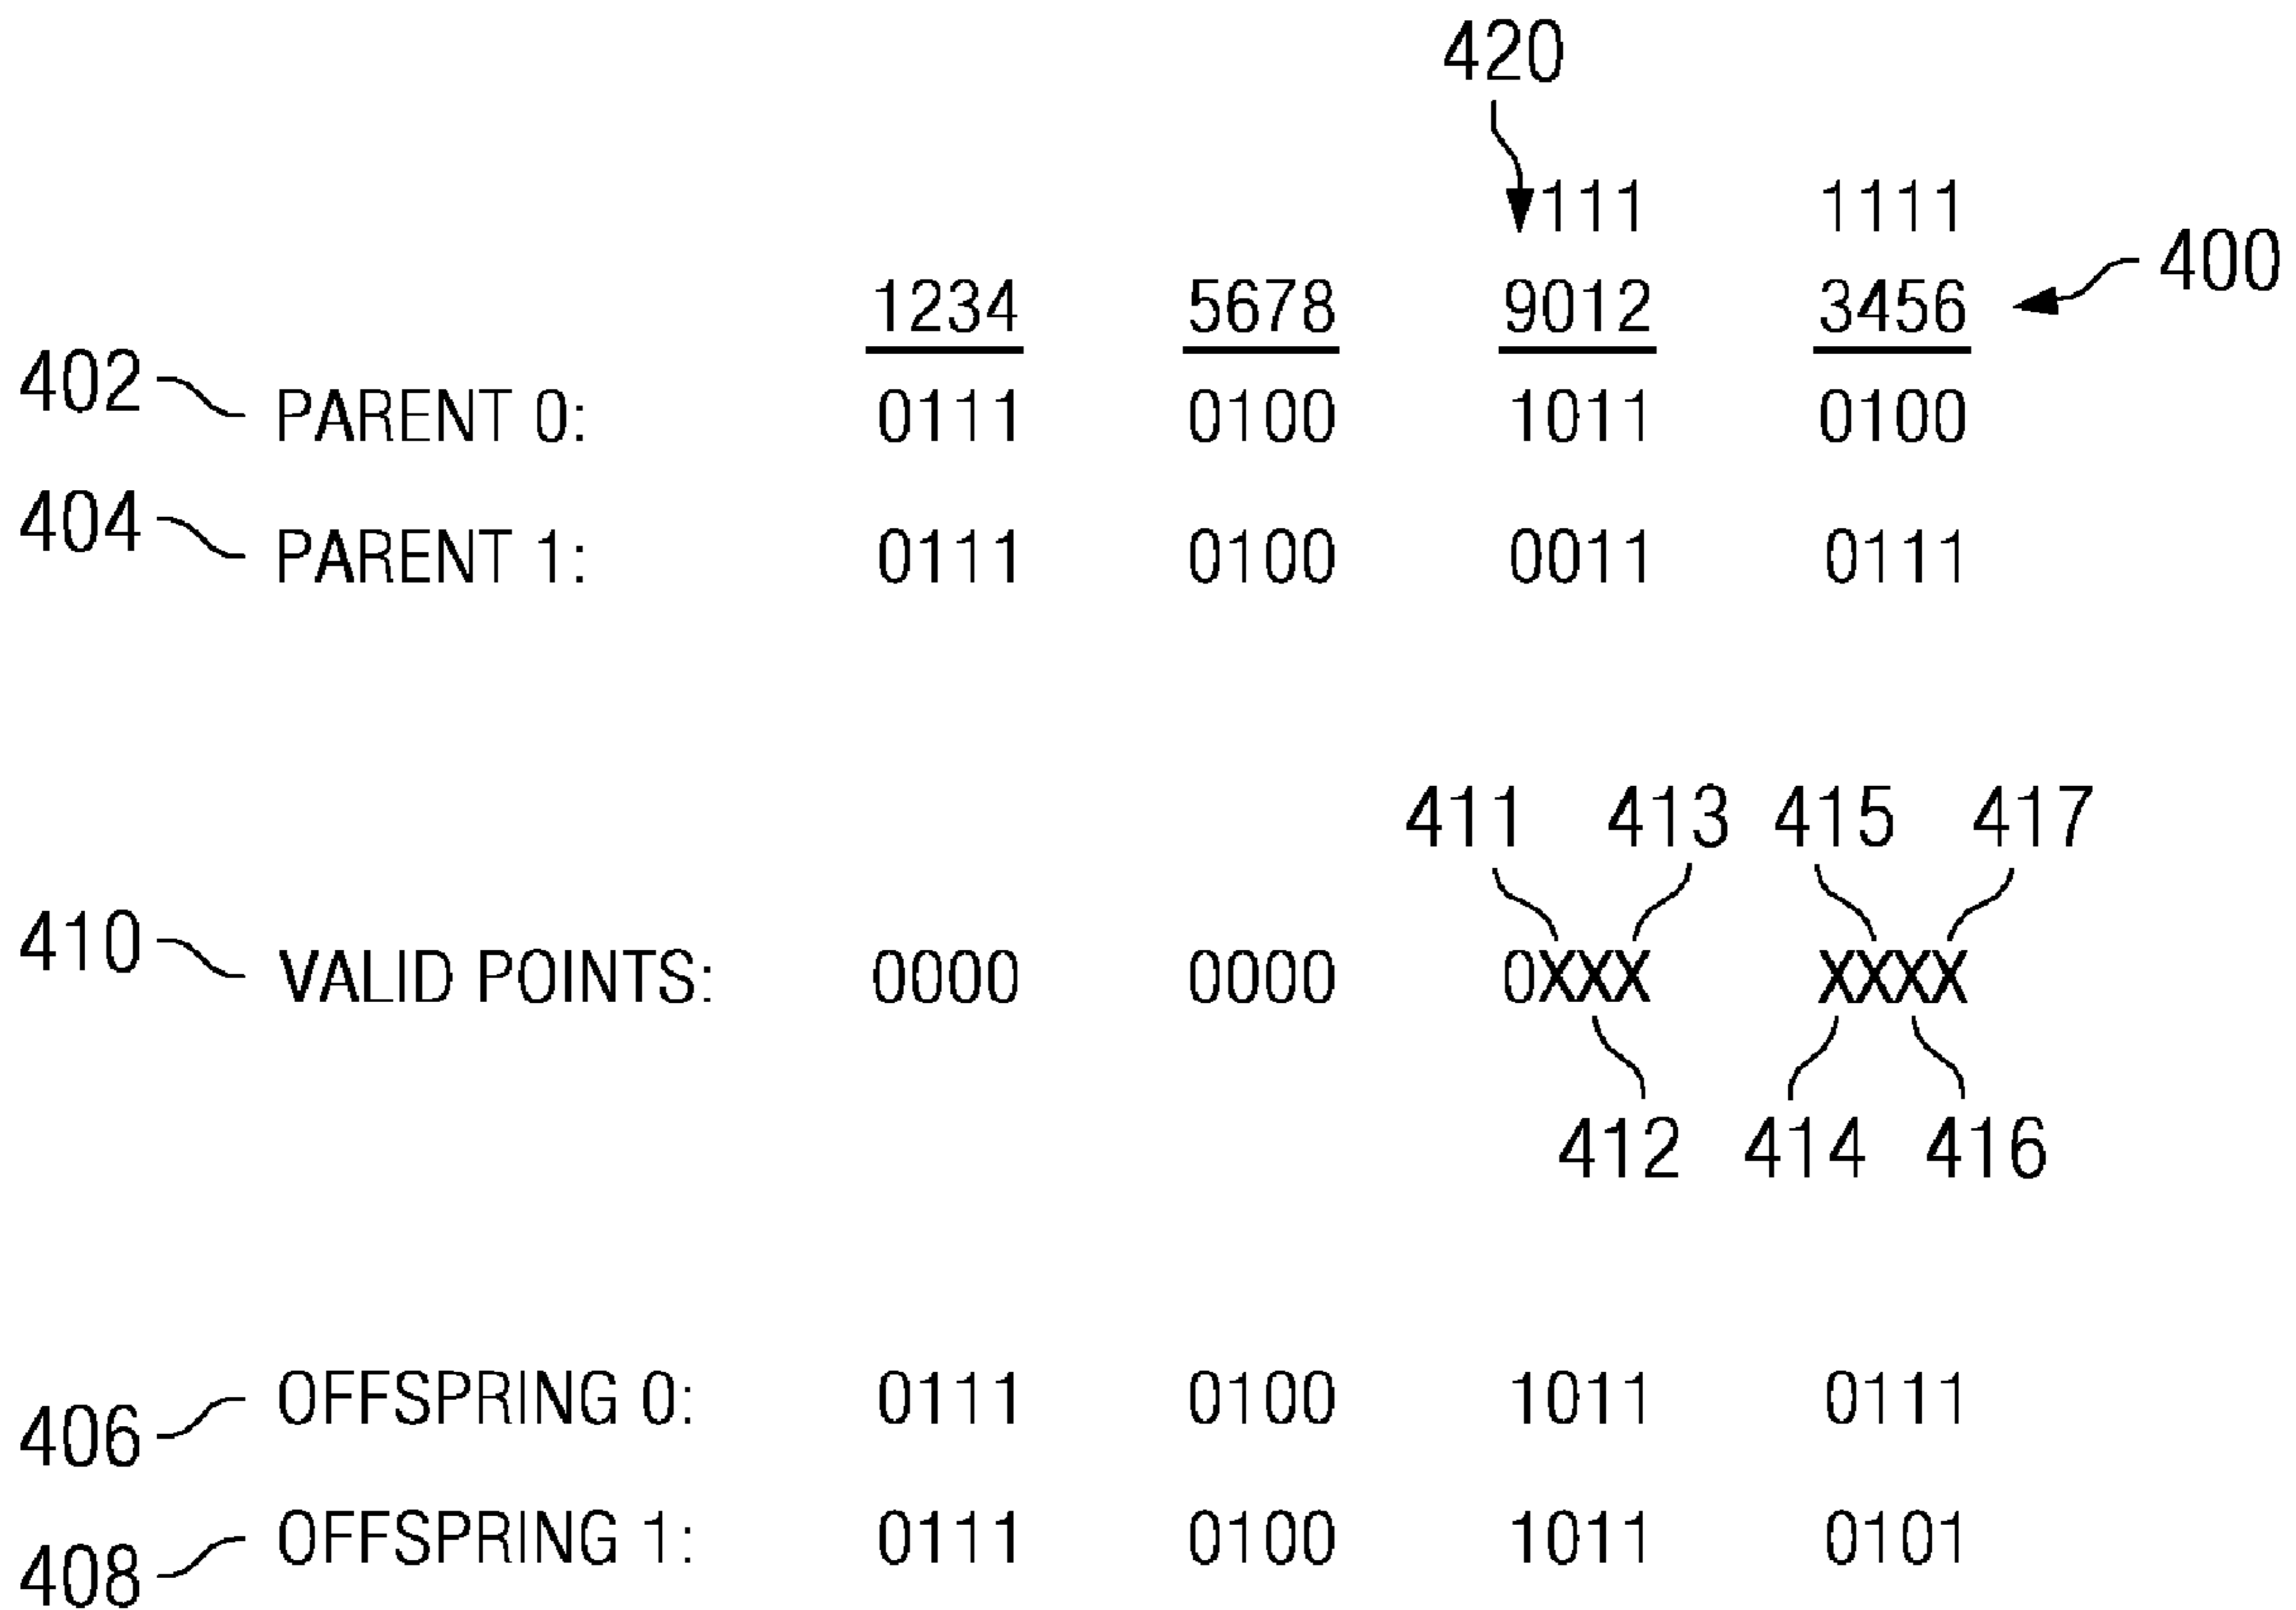 420
111 1111
1234 5678 9012 3456 400
402 PARENT 0: 0111 0100 1011 0100
404 PARENT 1: 0111 0100 0011 0111
411 413 415 417
410 VALID POINTS: 0000 0000 0XXX XXXX
412 414 416
406 OFFSPRING 0: 0111 0100 1011 0111
408 OFFSPRING 1: 0111 0100 1011 0101